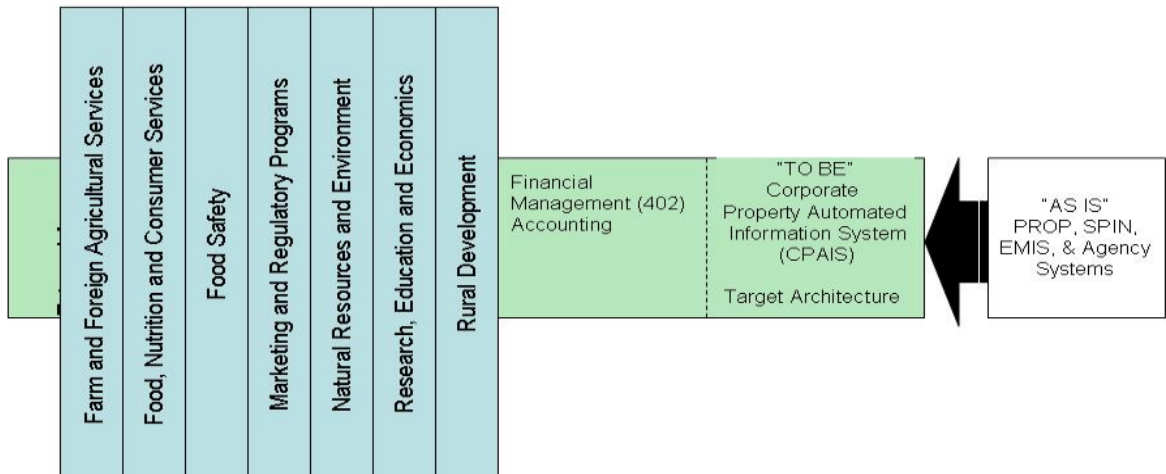 Farm and Foreign Agricultural Services
Food, Nutrition and Consumer Services
Food Safety
Marketing and Regulatory Programs
Natural Resources and Environment
Research, Education and Economics
Rural Development
Financial
Management (402)
Accounting
"TO BE"
Corporate
Property Automated
Information System
(CPAIS)
Target Architecture
"AS IS"
PROP, SPIN,
EMIS, & Agency
Systems